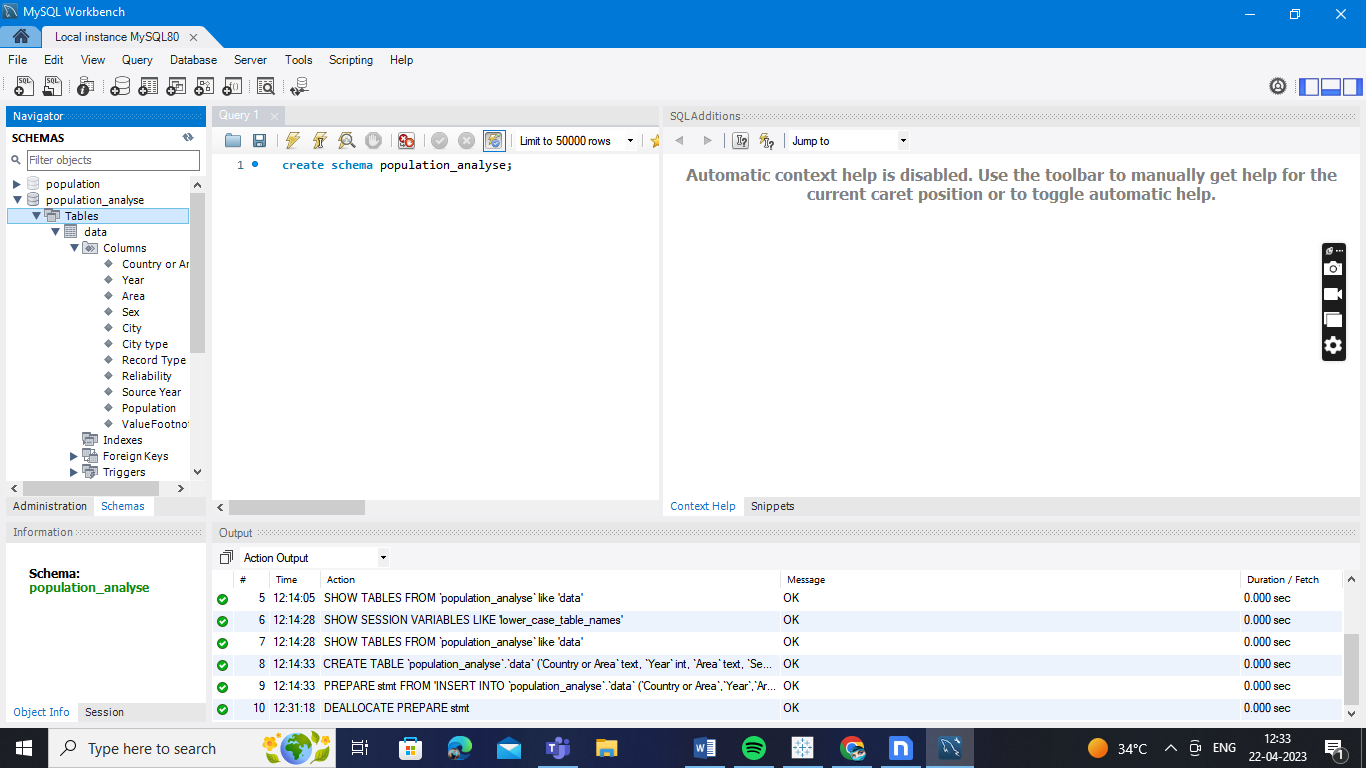 MySQL Workbench
Local instance MySQL80
File Edit View Query Database Server Tools Scripting Help
Navigator
SCHEMAS
Filter objects
population
population_analyse
Tables
data
Columns
Country or Ar
Year
Area
Sex
City
City type
Record Type
Reliability
Source Year
Population
ValueFootnot
Indexes
Foreign Keys
Triggers
Administration Schemas
Information
Schema:
population_analyse
Object Info Session
Query 1
Limit to 50000 rows
1 create schema population_analyse;
SQLAdditions
Jump to
Automatic context help is disabled. Use the toolbar to manually get help for the
current caret position or to toggle automatic help.
Context Help Snippets
Output
Action Output
# Time Action Message Duration / Fetch
5 12:14:05 SHOW TABLES FROM `population_analyse` like 'data' OK 0.000 sec
6 12:14:28 SHOW SESSION VARIABLES LIKE 'lower_case_table_names' OK 0.000 sec
7 12:14:28 SHOW TABLES FROM `population_analyse` like 'data' OK 0.000 sec
8 12:14:33 CREATE TABLE `population_analyse`.`data` (`Country or Area` text, `Year` int, `Area` text, `Se... OK 0.000 sec
9 12:14:33 PREPARE stmt FROM 'INSERT INTO `population_analyse`.`data` (`Country or Area`,`Year`,`Ar... OK 0.000 sec
10 12:31:18 DEALLOCATE PREPARE stmt OK 0.000 sec
Type here to search
34°C
ENG
12:33
22-04-2023
1